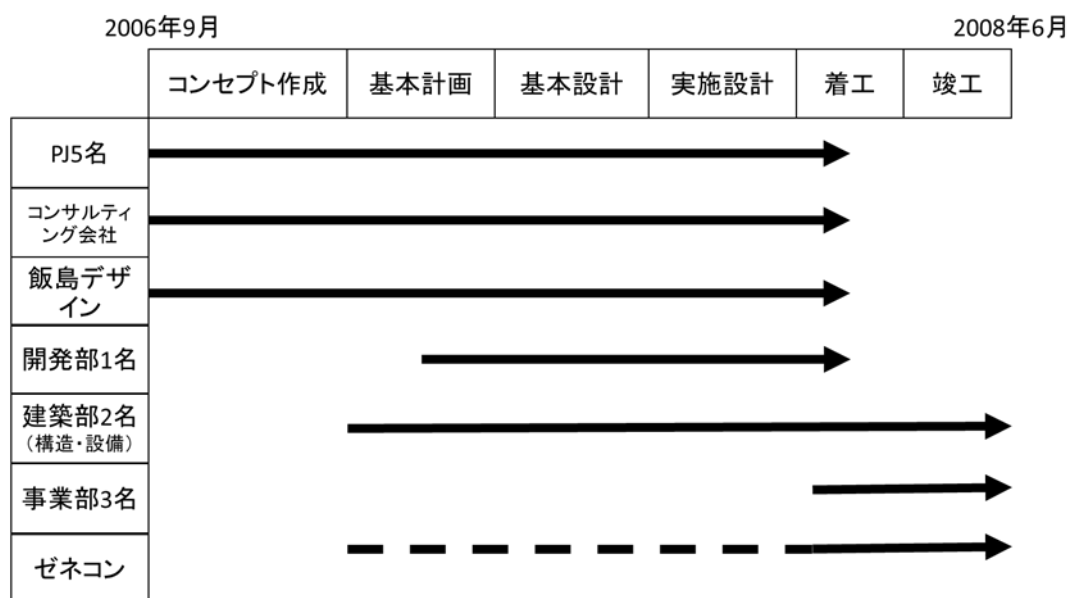 2006年9月
2008年6月
コンセプト作成
基本計画
基本設計
実施設計
着工
竣工
PJ5名
コンサルティ
ング会社
飯島デザ
イン
開発部1名
建築部2名
(構造・設備)
事業部3名
ゼネコン